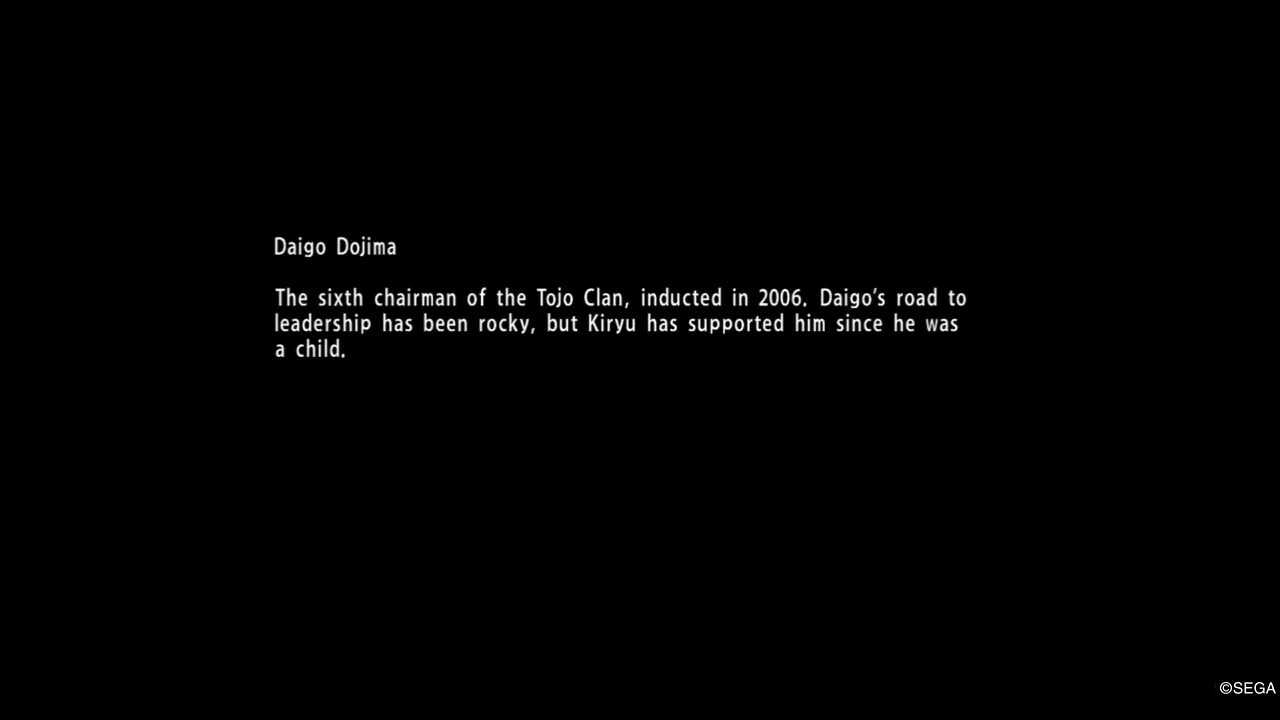 Daigo Dojima
The sixth chairman of the Tojo Clan, inducted in 2006. Daigo's road to
leadership has been rocky, but Kiryu has supported him since he was
a child.
©SEGA